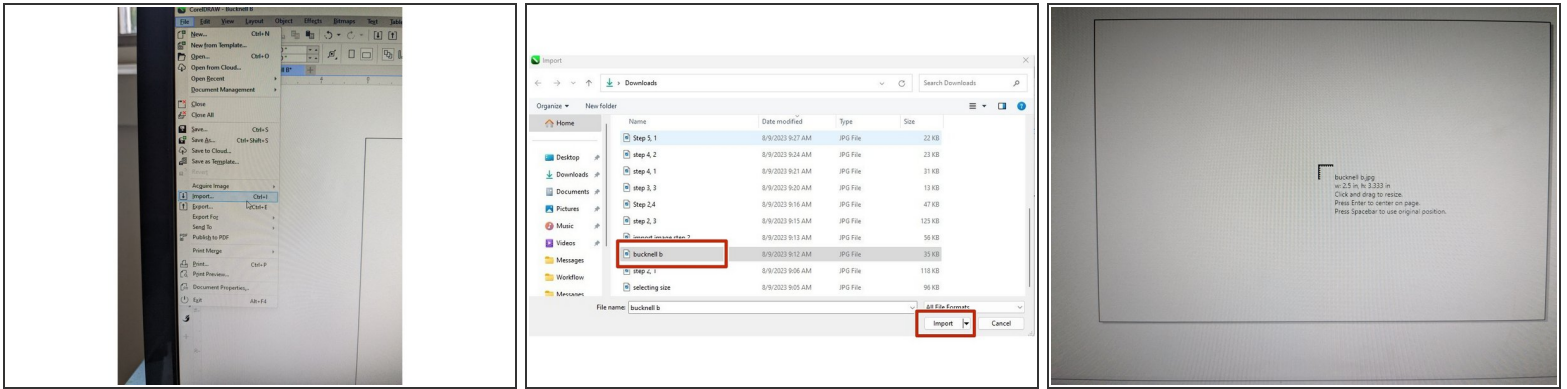 CorelDRAW - Bucknell B
File Edit View Layout Object Effects Bitmaps Text Table
New... Ctrl+N
New from Template...
Open... Ctrl+O
Open from Cloud...
Open Recent
Document Management
Close
Close All
Save... Ctrl+S
Save As... Ctrl+Shift+S
Save to Cloud...
Save as Template...
Revert
Acquire Image
Import... Ctrl+I
Export... Ctrl+E
Export For
Send To
Publish to PDF
Print Merge
Print... Ctrl+P
Print Preview...
Document Properties...
Exit Alt+F4
Import
Downloads
Search Downloads
Organize New folder
Home
Desktop
Downloads
Documents
Pictures
Music
Videos
Messages
Workflow
Messages
Name Date modified Type Size
Step 5, 1 8/9/2023 9:27 AM JPG File 22 KB
step 4, 2 8/9/2023 9:24 AM JPG File 23 KB
step 4, 1 8/9/2023 9:21 AM JPG File 31 KB
step 3, 3 8/9/2023 9:20 AM JPG File 13 KB
Step 2,4 8/9/2023 9:16 AM JPG File 47 KB
step 2, 3 8/9/2023 9:15 AM JPG File 125 KB
import image step 2 8/9/2023 9:13 AM JPG File 56 KB
bucknell b 8/9/2023 9:12 AM JPG File 35 KB
step 2, 1 8/9/2023 9:06 AM JPG File 118 KB
selecting size 8/9/2023 9:05 AM JPG File 96 KB
File name: bucknell b All File Formats
Import Cancel
bucknell b.jpg
w: 2.5 in, h: 3.333 in
Click and drag to resize.
Press Enter to center on page.
Press Spacebar to use original position.